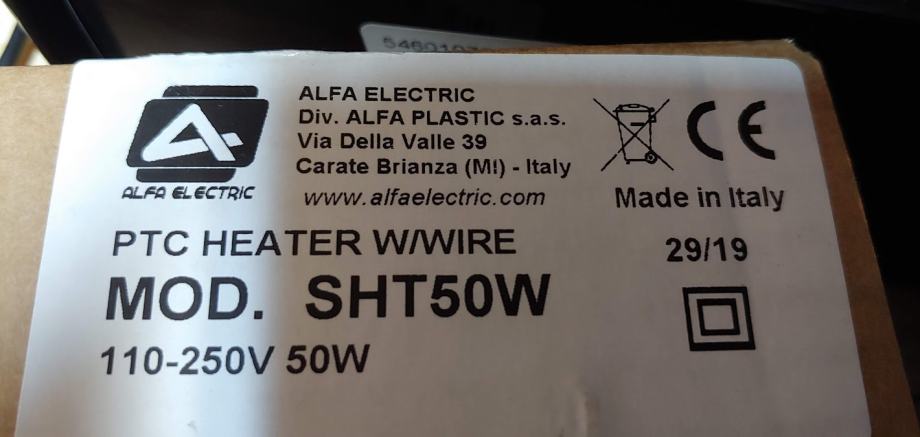 ALFA ELECTRIC
ALFA ELECTRIC
Div. ALFA PLASTIC s.a.s.
Via Della Valle 39
Carate Brianza (MI) - Italy
www.alfaelectric.com
CE
Made in Italy
29/19
PTC HEATER W/WIRE
MOD. SHT50W
110-250V 50W